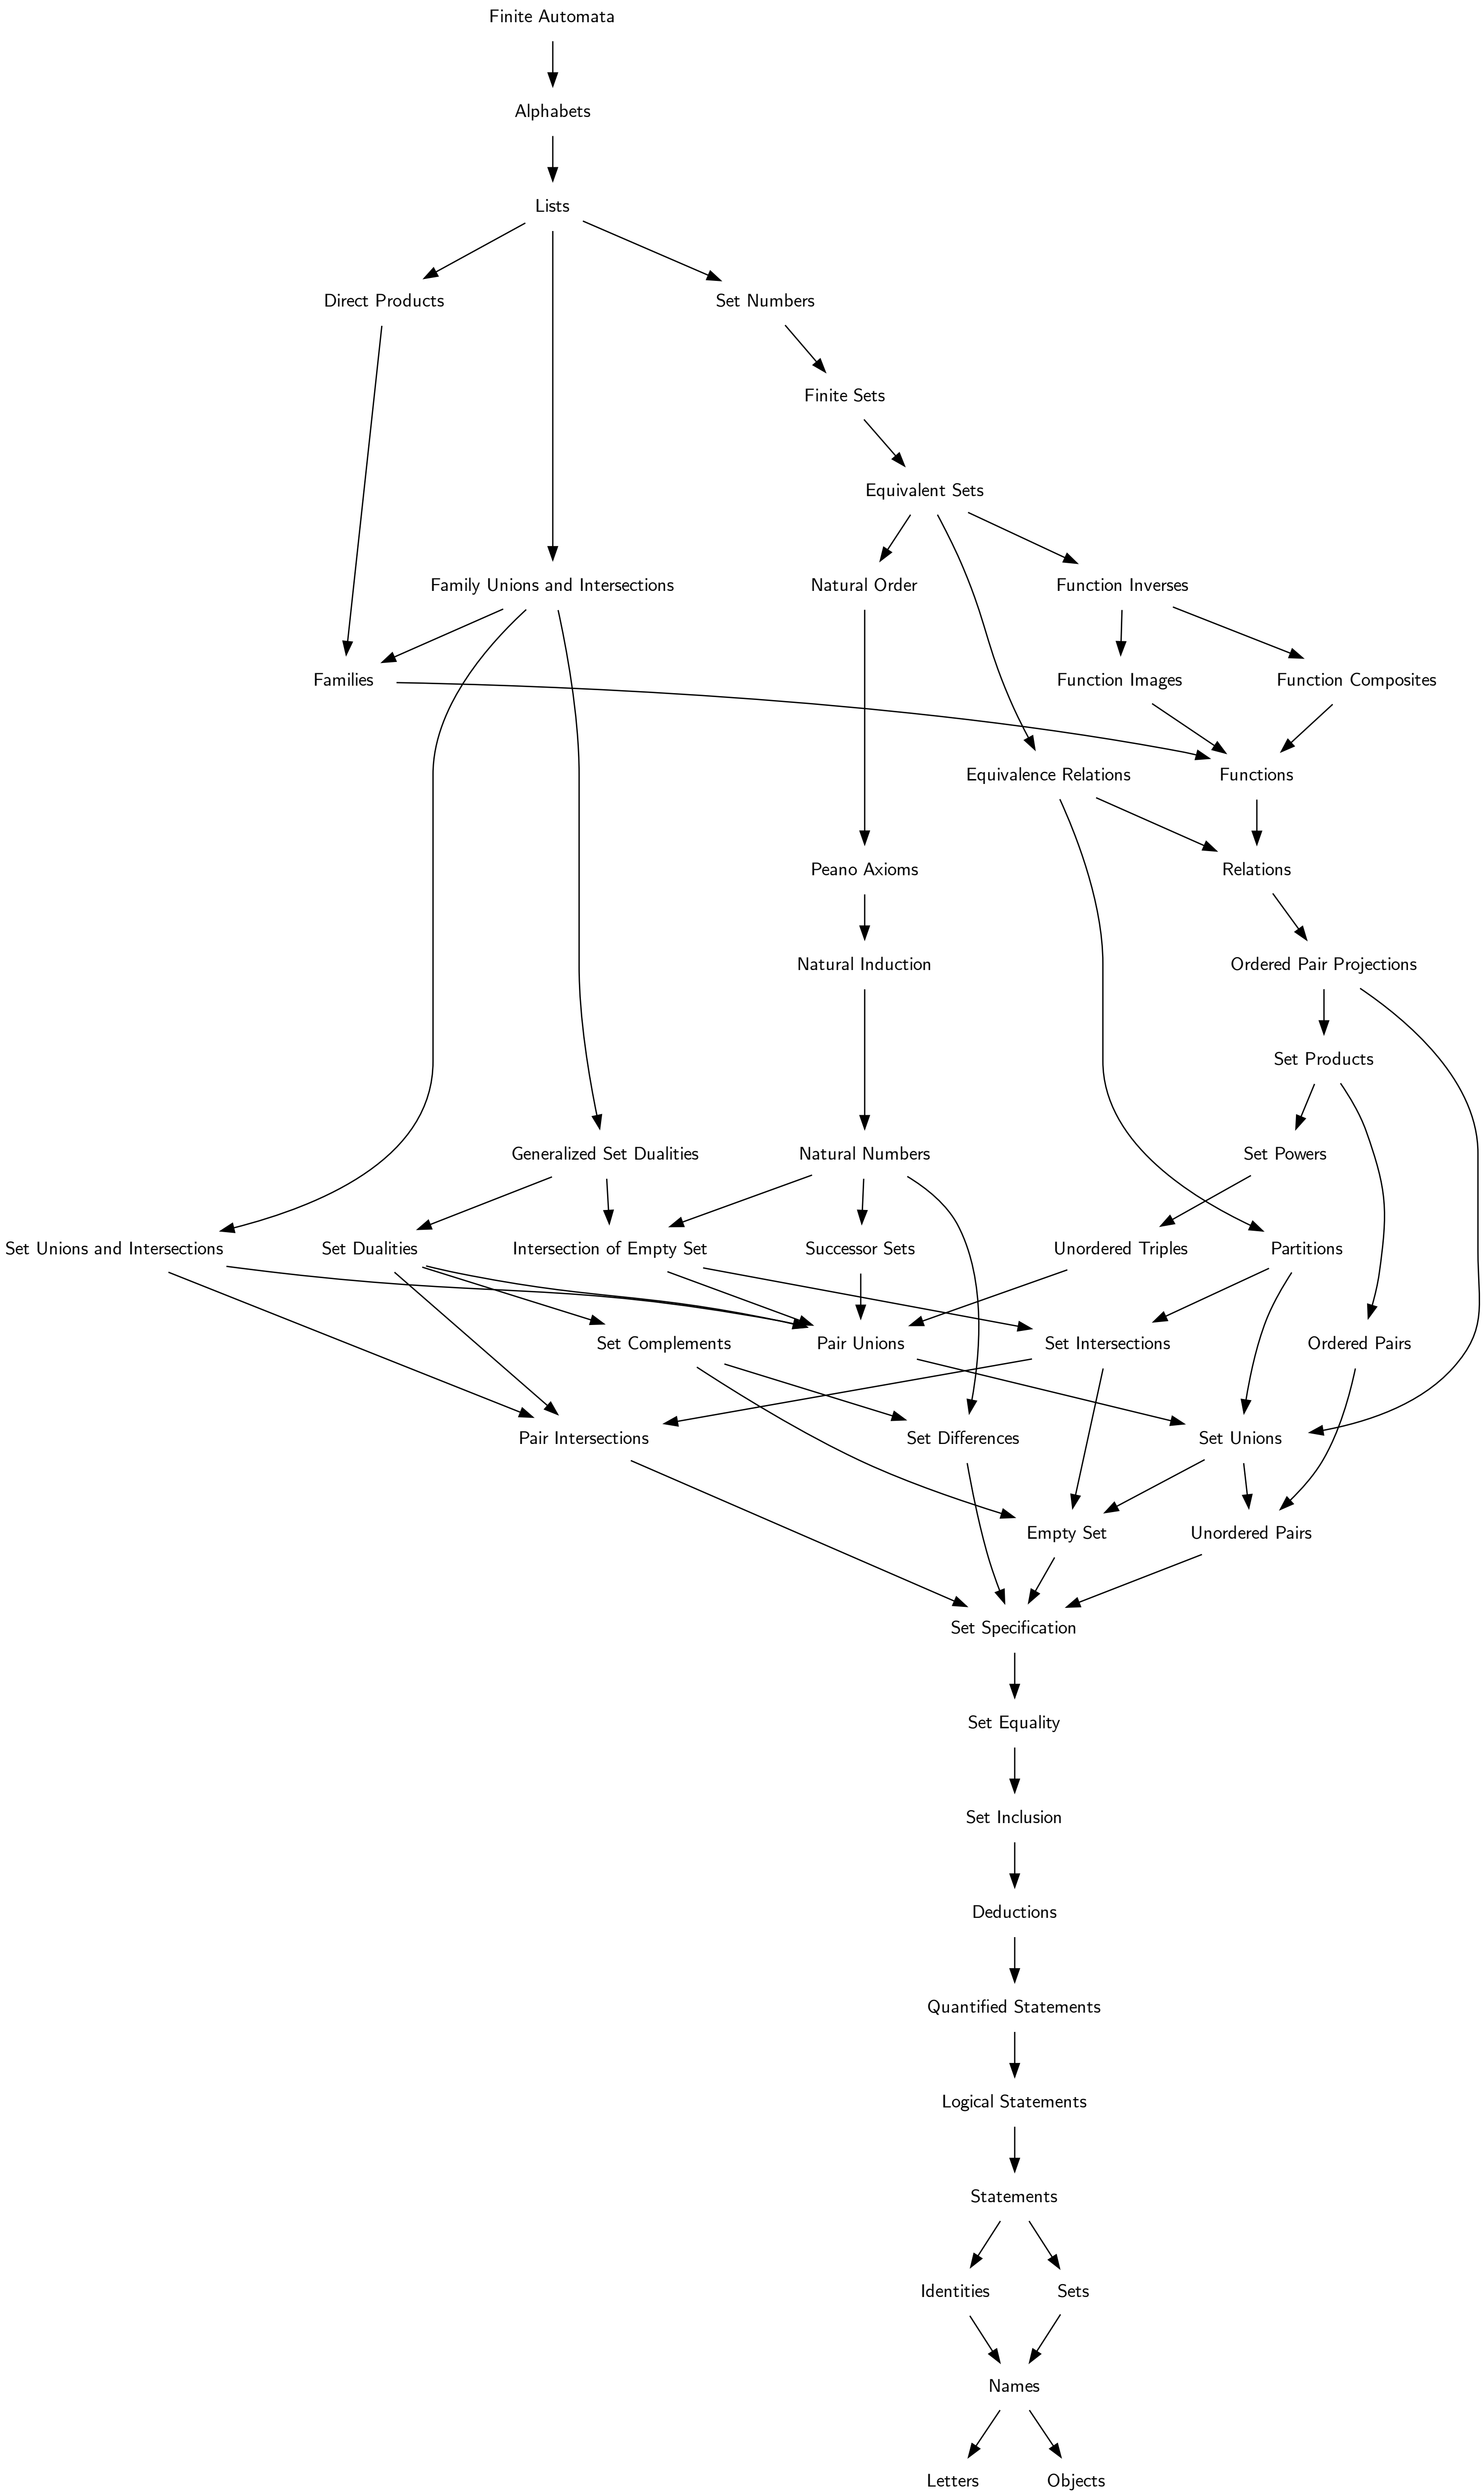 Finite Automata
Alphabets
Lists
Direct Products
Set Numbers
Finite Sets
Equivalent Sets
Family Unions and Intersections
Natural Order
Function Inverses
Families
Function Images
Function Composites
Equivalence Relations
Functions
Peano Axioms
Relations
Natural Induction
Ordered Pair Projections
Set Products
Generalized Set Dualities
Natural Numbers
Set Powers
Set Unions and Intersections
Set Dualities
Intersection of Empty Set
Successor Sets
Unordered Triples
Partitions
Set Complements
Pair Unions
Set Intersections
Ordered Pairs
Pair Intersections
Set Differences
Set Unions
Empty Set
Unordered Pairs
Set Specification
Set Equality
Set Inclusion
Deductions
Quantified Statements
Logical Statements
Statements
Identities
Sets
Names
Letters
Objects